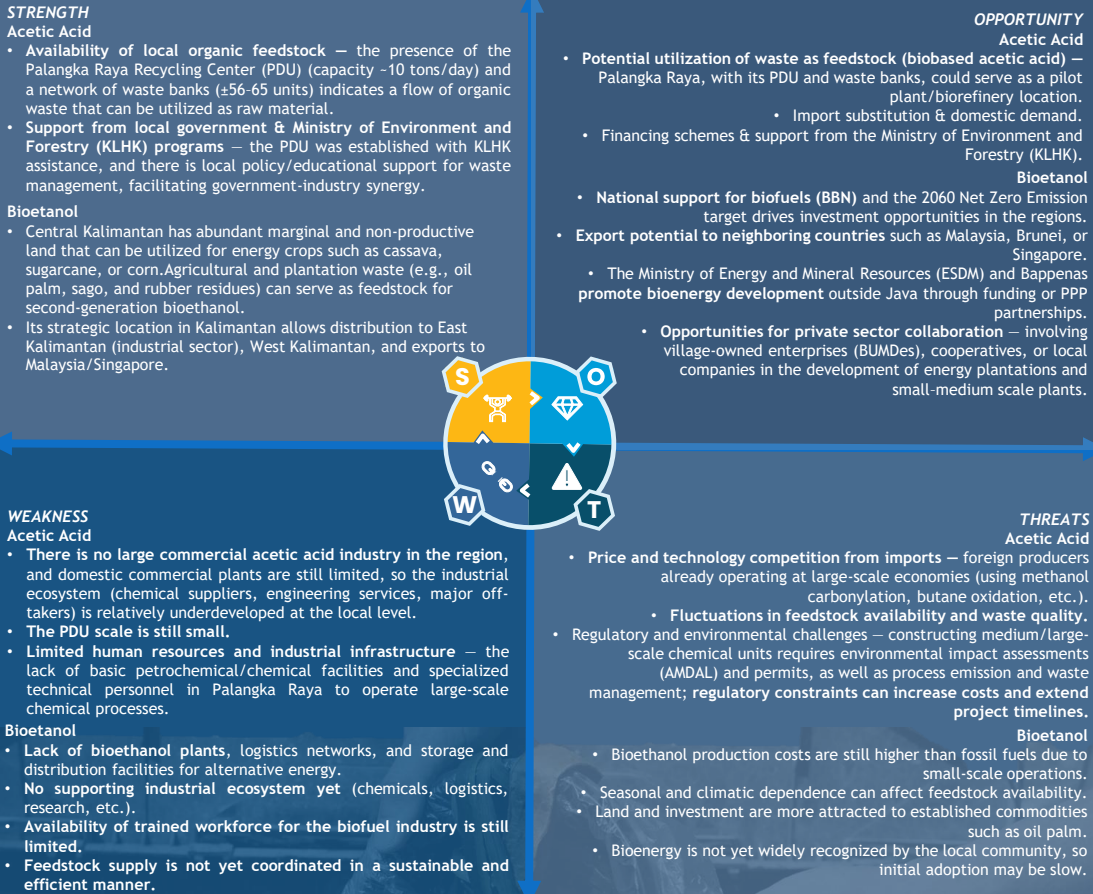 STRENGTH
Acetic Acid
• Availability of local organic feedstock — the presence of the
Palangka Raya Recycling Center (PDU) (capacity ~10 tons/day) and
a network of waste banks (±56–65 units) indicates a flow of organic
waste that can be utilized as raw material.
• Support from local government & Ministry of Environment and
Forestry (KLHK) programs — the PDU was established with KLHK
assistance, and there is local policy/educational support for waste
management, facilitating government-industry synergy.
Bioetanol
• Central Kalimantan has abundant marginal and non-productive
land that can be utilized for energy crops such as cassava,
sugarcane, or corn.Agricultural and plantation waste (e.g., oil
palm, sago, and rubber residues) can serve as feedstock for
second-generation bioethanol.
• Its strategic location in Kalimantan allows distribution to East
Kalimantan (industrial sector), West Kalimantan, and exports to
Malaysia/Singapore.
OPPORTUNITY
Acetic Acid
• Potential utilization of waste as feedstock (biobased acetic acid) —
Palangka Raya, with its PDU and waste banks, could serve as a pilot
plant/biorefinery location.
• Import substitution & domestic demand.
• Financing schemes & support from the Ministry of Environment and
Forestry (KLHK).
Bioetanol
• National support for biofuels (BBN) and the 2060 Net Zero Emission
target drives investment opportunities in the regions.
• Export potential to neighboring countries such as Malaysia, Brunei, or
Singapore.
• The Ministry of Energy and Mineral Resources (ESDM) and Bappenas
promote bioenergy development outside Java through funding or PPP
partnerships.
• Opportunities for private sector collaboration — involving
village-owned enterprises (BUMDes), cooperatives, or local
companies in the development of energy plantations and
small–medium scale plants.
S
O
W
T
WEAKNESS
Acetic Acid
• There is no large commercial acetic acid industry in the region,
and domestic commercial plants are still limited, so the industrial
ecosystem (chemical suppliers, engineering services, major off-
takers) is relatively underdeveloped at the local level.
• The PDU scale is still small.
• Limited human resources and industrial infrastructure — the
lack of basic petrochemical/chemical facilities and specialized
technical personnel in Palangka Raya to operate large-scale
chemical processes.
Bioetanol
• Lack of bioethanol plants, logistics networks, and storage and
distribution facilities for alternative energy.
• No supporting industrial ecosystem yet (chemicals, logistics,
research, etc.).
• Availability of trained workforce for the biofuel industry is still
limited.
• Feedstock supply is not yet coordinated in a sustainable and
efficient manner.
THREATS
Acetic Acid
• Price and technology competition from imports — foreign producers
already operating at large-scale economies (using methanol
carbonylation, butane oxidation, etc.).
• Fluctuations in feedstock availability and waste quality.
• Regulatory and environmental challenges — constructing medium/large-
scale chemical units requires environmental impact assessments
(AMDAL) and permits, as well as process emission and waste
management; regulatory constraints can increase costs and extend
project timelines.
Bioetanol
• Bioethanol production costs are still higher than fossil fuels due to
small-scale operations.
• Seasonal and climatic dependence can affect feedstock availability.
• Land and investment are more attracted to established commodities
such as oil palm.
• Bioenergy is not yet widely recognized by the local community, so
initial adoption may be slow.